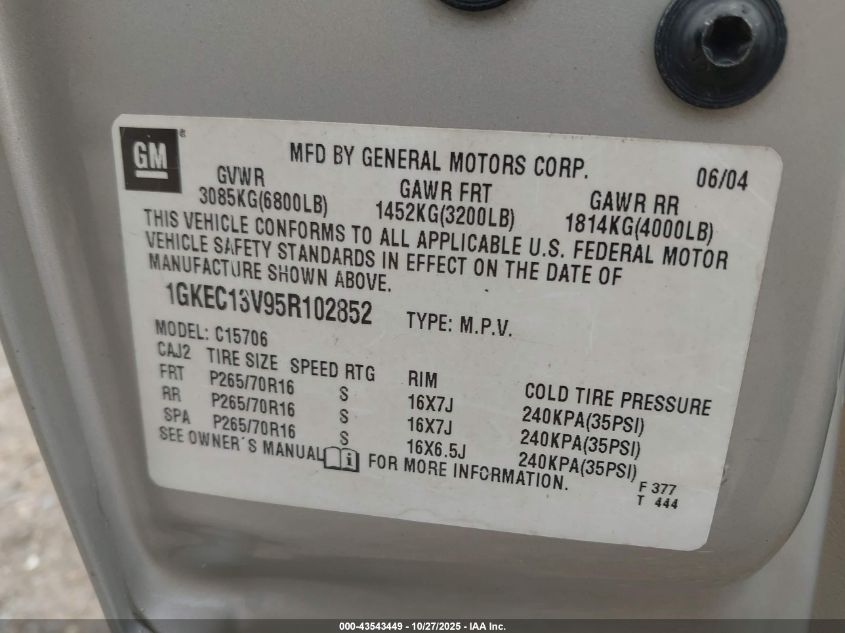 GM ®
MFD BY GENERAL MOTORS CORP. 06/04
GVWR GAWR FRT GAWR RR
3085KG(6800LB) 1452KG(3200LB) 1814KG(4000LB)
THIS VEHICLE CONFORMS TO ALL APPLICABLE U.S. FEDERAL MOTOR
VEHICLE SAFETY STANDARDS IN EFFECT ON THE DATE OF
MANUFACTURE SHOWN ABOVE.
1GKEC13V95R102852 TYPE: M.P.V.
MODEL: C15706
CAJ2 TIRE SIZE SPEED RTG RIM COLD TIRE PRESSURE
FRT P265/70R16 S 16X7J 240KPA(35PSI)
RR P265/70R16 S 16X7J 240KPA(35PSI)
SPA P265/70R16 S 16X6.5J 240KPA(35PSI)
SEE OWNER'S MANUAL i FOR MORE INFORMATION.
F 377
T 444
000-43543449 - 10/27/2025 - IAA Inc.